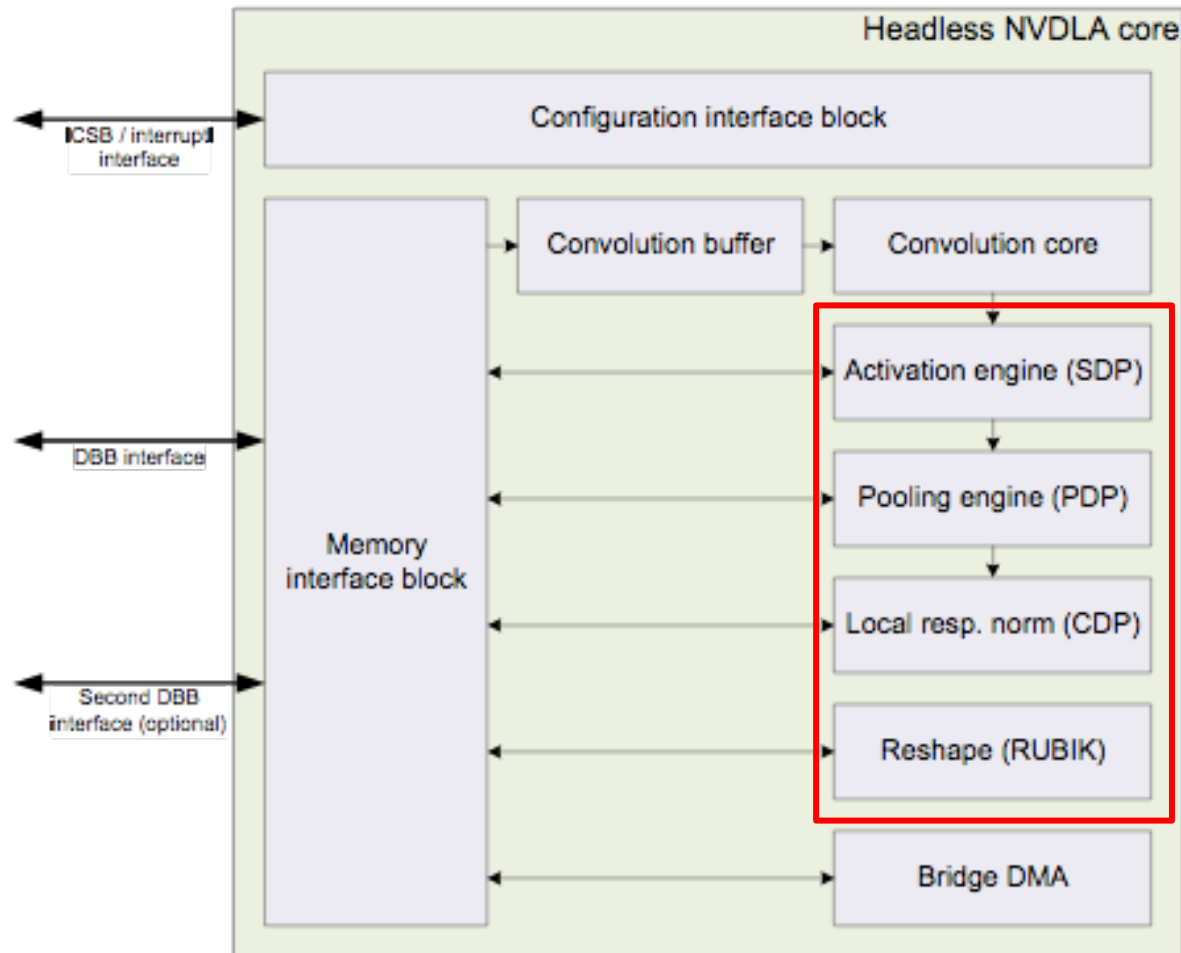 Headless NVDLA core
Configuration interface block
CSB / interrupt
interface
Convolution buffer
Convolution core
Activation engine (SDP)
DBB interface
Pooling engine (PDP)
Memory
interface block
Local resp. norm (CDP)
Second DBB
interface (optional)
Reshape (RUBIK)
Bridge DMA